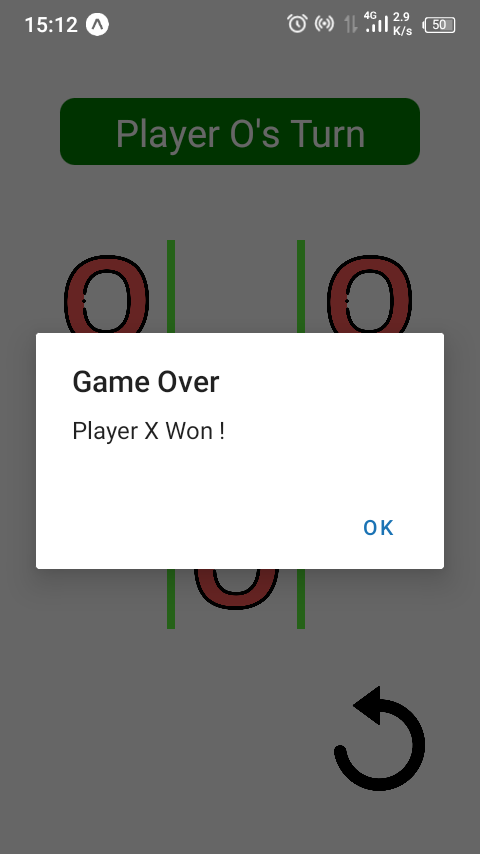 15:12
4G 2.9 K/s 50
Player O's Turn
O O
Game Over
Player X Won !
OK
O